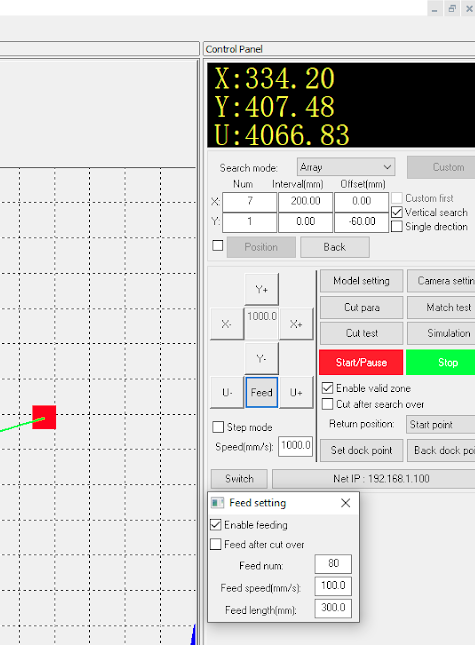 Control Panel
X:334.20
Y:407.48
U:4066.83
Search mode: Array Custom
Num Interval(mm) Offset(mm)
X: 7 200.00 0.00 Custom first
Y: 1 0.00 -60.00 Vertical search
Single drection
Position Back
Y+ Model setting Camera settin
X- 1000.0 X+ Cut para Match test
Cut test Simulation
Y- Start/Pause Stop
U- Feed U+ Enable valid zone
Cut after search over
Step mode Return position: Start point
Speed(mm/s): 1000.0 Set dock point Back dock poi
Switch Net IP : 192.168.1.100
Feed setting
Enable feeding
Feed after cut over
Feed num: 80
Feed speed(mm/s): 100.0
Feed length(mm): 300.0